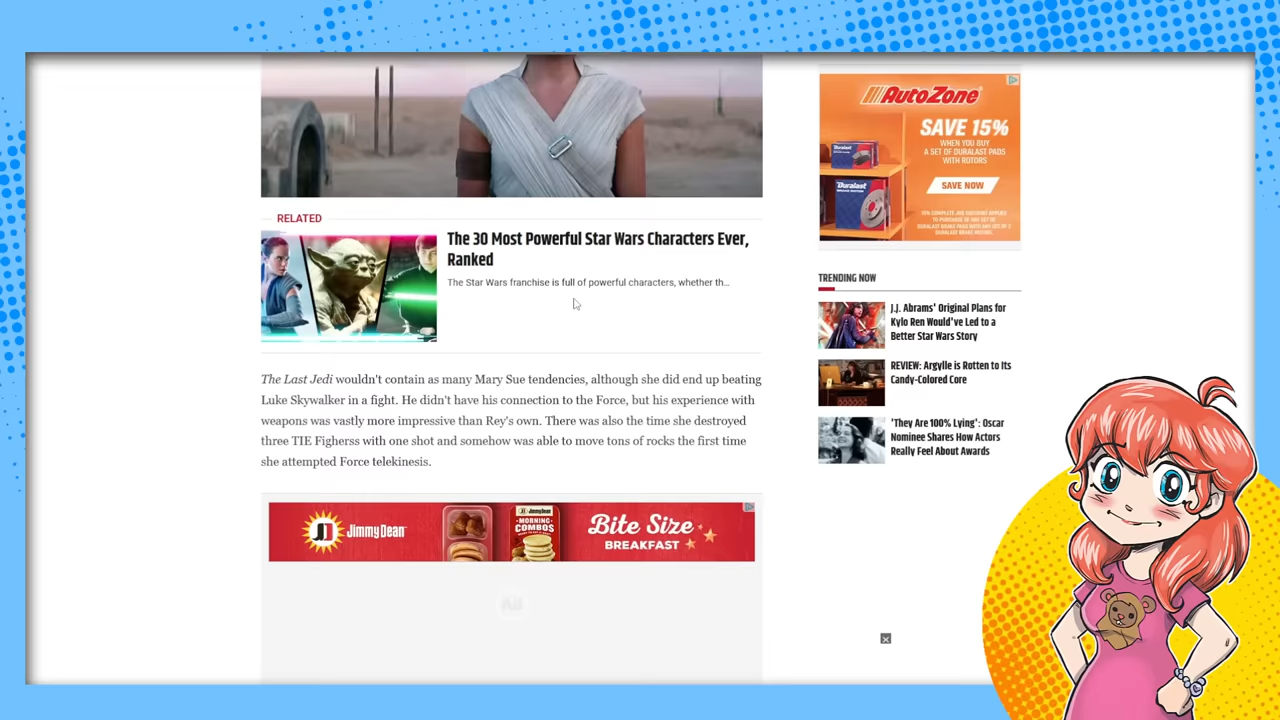 RELATED
The 30 Most Powerful Star Wars Characters Ever,
Ranked
The Star Wars franchise is full of powerful characters, whether th...
The Last Jedi wouldn't contain as many Mary Sue tendencies, although she did end up beating
Luke Skywalker in a fight. He didn't have his connection to the Force, but his experience with
weapons was vastly more impressive than Rey's own. There was also the time she destroyed
three TIE Figherss with one shot and somehow was able to move tons of rocks the first time
she attempted Force telekinesis.
JimmyDean
MORNING
COMBOS
Bite Size
BREAKFAST
Ad
AutoZone
SAVE 15%
WHEN YOU BUY
A SET OF DURALAST PADS
WITH ROTORS
Duralast
Duralast
SAVE NOW
TRENDING NOW
J.J. Abrams' Original Plans for
Kylo Ren Would've Led to a
Better Star Wars Story
REVIEW: Argylle is Rotten to Its
Candy-Colored Core
'They Are 100% Lying': Oscar
Nominee Shares How Actors
Really Feel About Awards